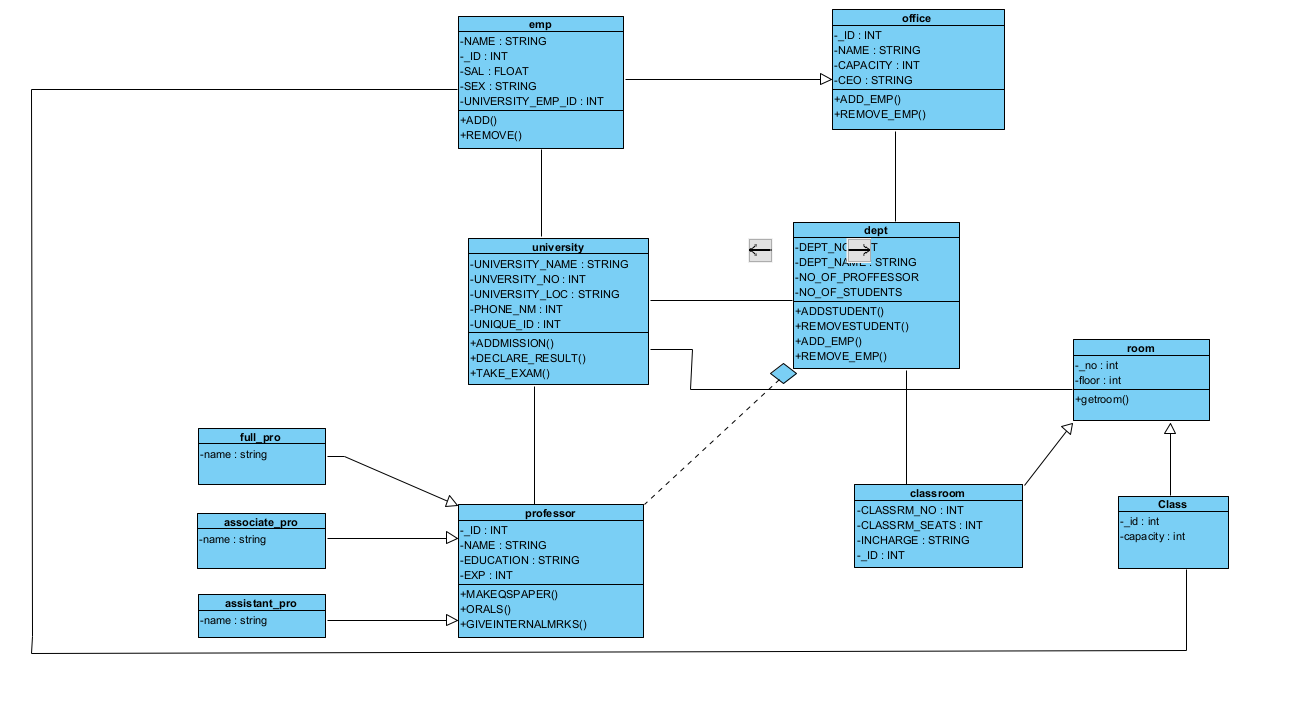 emp
-NAME : STRING
-_ID : INT
-SAL : FLOAT
-SEX : STRING
-UNIVERSITY_EMP_ID : INT
+ADD()
+REMOVE()
office
-_ID : INT
-NAME : STRING
-CAPACITY : INT
-CEO : STRING
+ADD_EMP()
+REMOVE_EMP()
university
-UNIVERSITY_NAME : STRING
-UNVERSITY_NO : INT
-UNIVERSITY_LOC : STRING
-PHONE_NM : INT
-UNIQUE_ID : INT
+ADDMISSION()
+DECLARE_RESULT()
+TAKE_EXAM()
dept
: STRING
-NO_OF_PROFFESSOR
-NO_OF_STUDENTS
+ADDSTUDENT()
+REMOVESTUDENT()
+ADD_EMP()
+REMOVE_EMP()
room
-_no : int
-floor : int
+getroom()
full_pro
-name : string
associate_pro
-name : string
assistant_pro
-name : string
professor
-_ID : INT
-NAME : STRING
-EDUCATION : STRING
-EXP : INT
+MAKEQSPAPER()
+ORALS()
+GIVEINTERNALMRKS()
classroom
-CLASSRM_NO : INT
-CLASSRM_SEATS : INT
-INCHARGE : STRING
-_ID : INT
Class
-_id : int
-capacity : int